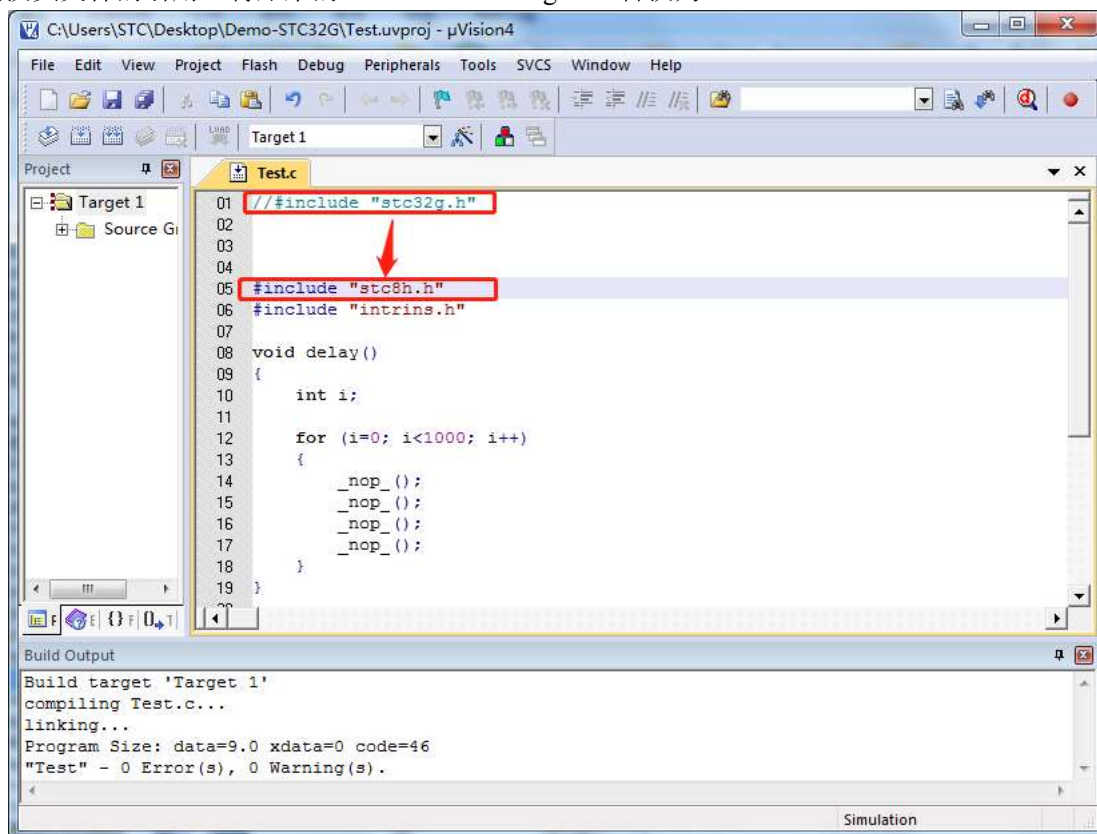 C:\Users\STC\Desktop\Demo-STC32G\Test.uvproj - µVision4
File Edit View Project Flash Debug Peripherals Tools SVCS Window Help
Target 1
Project
Test.c
Target 1
Source G
01 //#include "stc32g.h"
02
03
04
05 #include "stc8h.h"
06 #include "intrins.h"
07
08 void delay()
09 {
10 int i;
11
12 for (i=0; i<1000; i++)
13 {
14 _nop_();
15 _nop_();
16 _nop_();
17 _nop_();
18 }
19 }
Build Output
Build target 'Target 1'
compiling Test.c...
linking...
Program Size: data=9.0 xdata=0 code=46
"Test" - 0 Error(s), 0 Warning(s).
Simulation